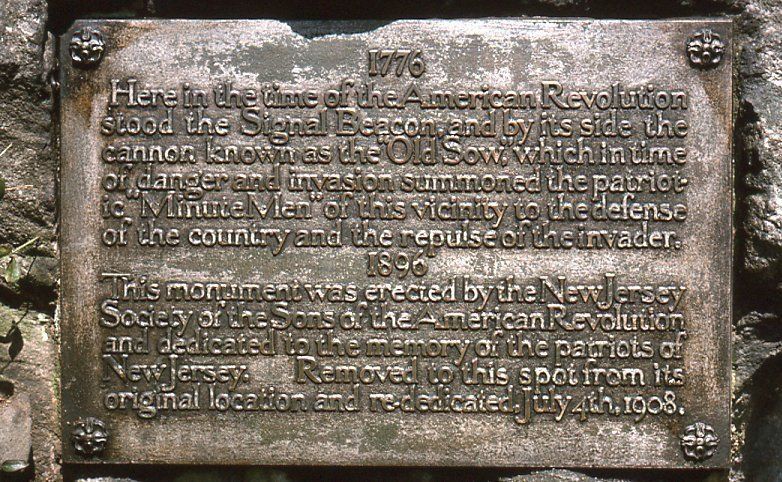 1776
Here in the time of the American Revolution
stood the Signal Beacon, and by its side the
cannon known as the "Old Sow," which in time
of danger and invasion summoned the patriot-
ic "Minute Men" of this vicinity to the defense
of the country and the repulse of the invader.
1896
This monument was erected by the New Jersey
Society of the Sons of the American Revolution
and dedicated to the memory of the patriots of
New Jersey. Removed to this spot from its
original location and re-dedicated, July 4th, 1908.